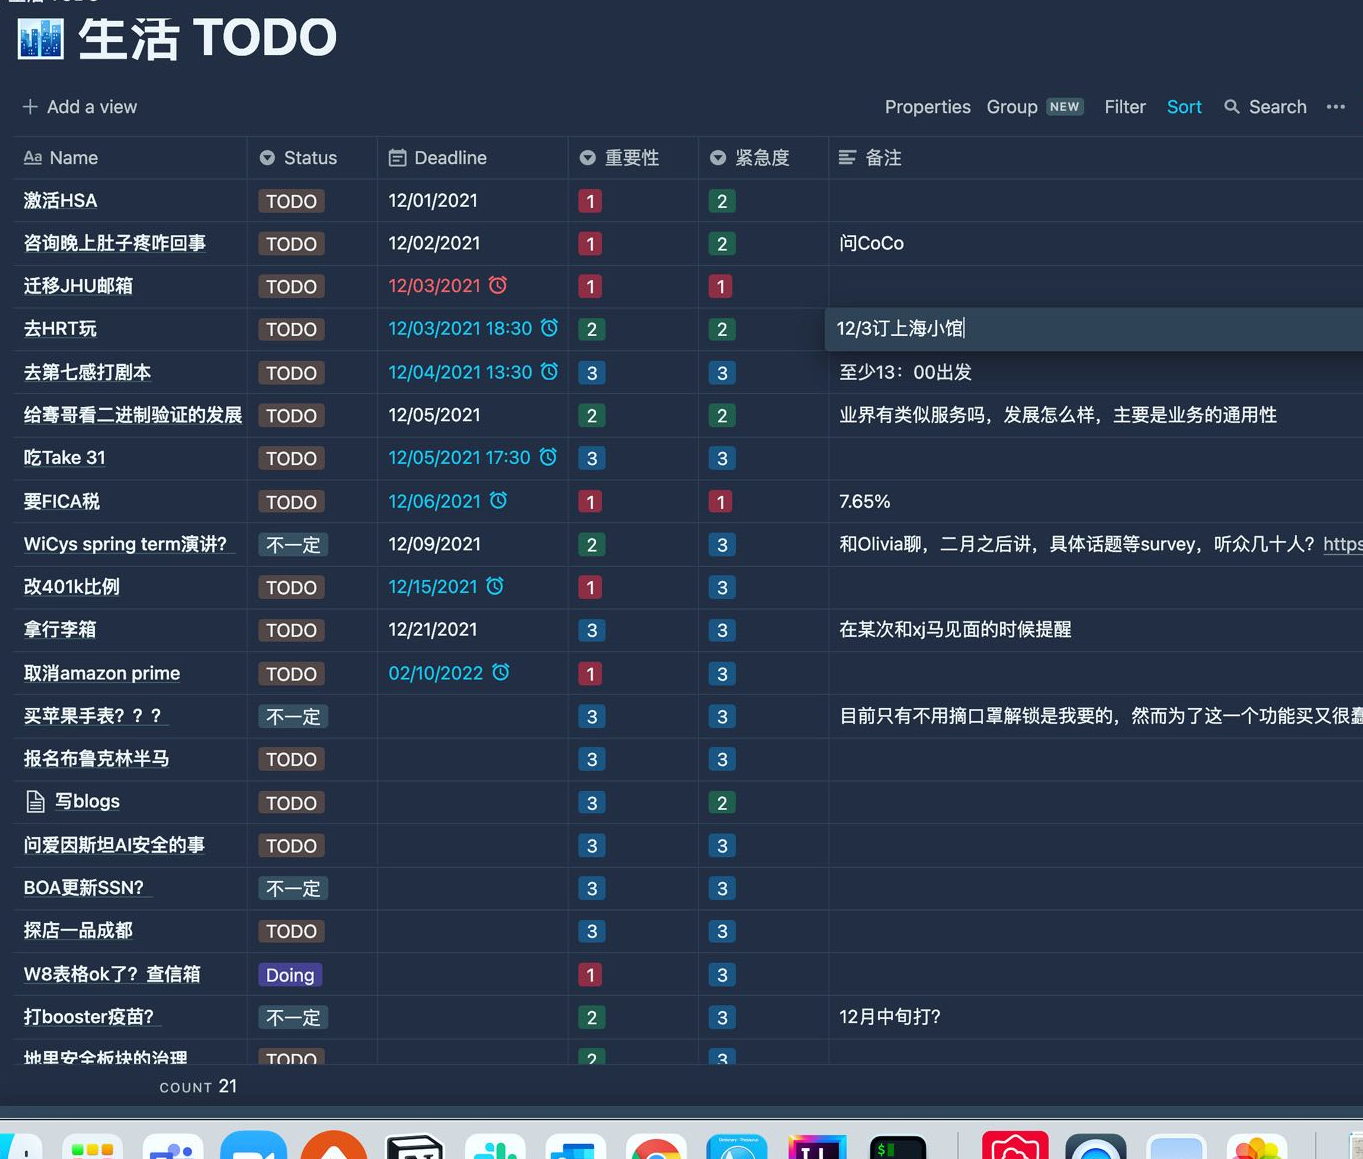 生活 TODO
Add a view
Properties Group NEW Filter Sort Search
Aa Name Status Deadline 重要性 紧急度 备注
激活HSA TODO 12/01/2021 1 2
咨询晚上肚子疼咋回事 TODO 12/02/2021 1 2 问CoCo
迁移JHU邮箱 TODO 12/03/2021 1 1
去HRT玩 TODO 12/03/2021 18:30 2 2 12/3订上海小馆
去第七感打剧本 TODO 12/04/2021 13:30 3 3 至少13：00出发
给骞哥看二进制验证的发展 TODO 12/05/2021 2 2 业界有类似服务吗，发展怎么样，主要是业务的通用性
吃Take 31 TODO 12/05/2021 17:30 3 3
要FICA税 TODO 12/06/2021 1 1 7.65%
WiCys spring term演讲？ 不一定 12/09/2021 2 3 和Olivia聊，二月之后讲，具体话题等survey，听众几十人？https
改401k比例 TODO 12/15/2021 1 3
拿行李箱 TODO 12/21/2021 3 3 在某次和xj马见面的时候提醒
取消amazon prime TODO 02/10/2022 1 3
买苹果手表？？？ 不一定 3 3 目前只有不用摘口罩解锁是我要的，然而为了这一个功能买又很蠢
报名布鲁克林半马 TODO 3 3
写blogs TODO 3 2
问爱因斯坦AI安全的事 TODO 3 3
BOA更新SSN？ 不一定 3 3
探店一品成都 TODO 3 3
W8表格ok了？查信箱 Doing 1 3
打booster疫苗？ 不一定 2 3 12月中旬打？
地里安全板块的治理 TODO 2 3
COUNT 21